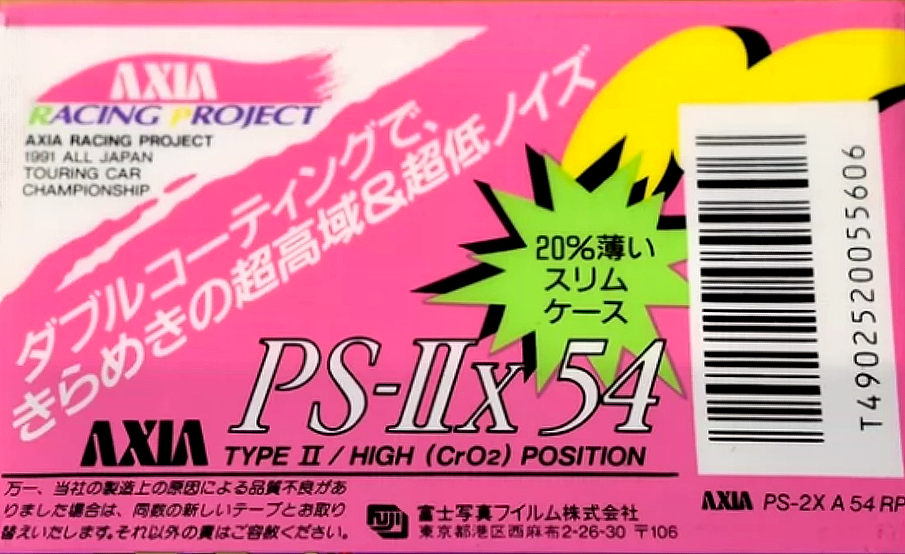 AXIA
RACING PROJECT
AXIA RACING PROJECT
1991 ALL JAPAN
TOURING CAR
CHAMPIONSHIP
ダブルコーティングで、
きらめきの超高域&超低ノイズ
20%薄い
スリム
ケース
PS-IIx 54
AXIA
TYPE II / HIGH (CrO2) POSITION
万一、当社の製造上の原因による品質不良があ
りました場合は、同数の新しいテープとお取り
替えいたします。それ以外の責はご容赦ください。
FUJI
富士写真フイルム株式会社
東京都港区西麻布2-26-30 〒106
T4902520055606
AXIA PS-2X A 54 RP